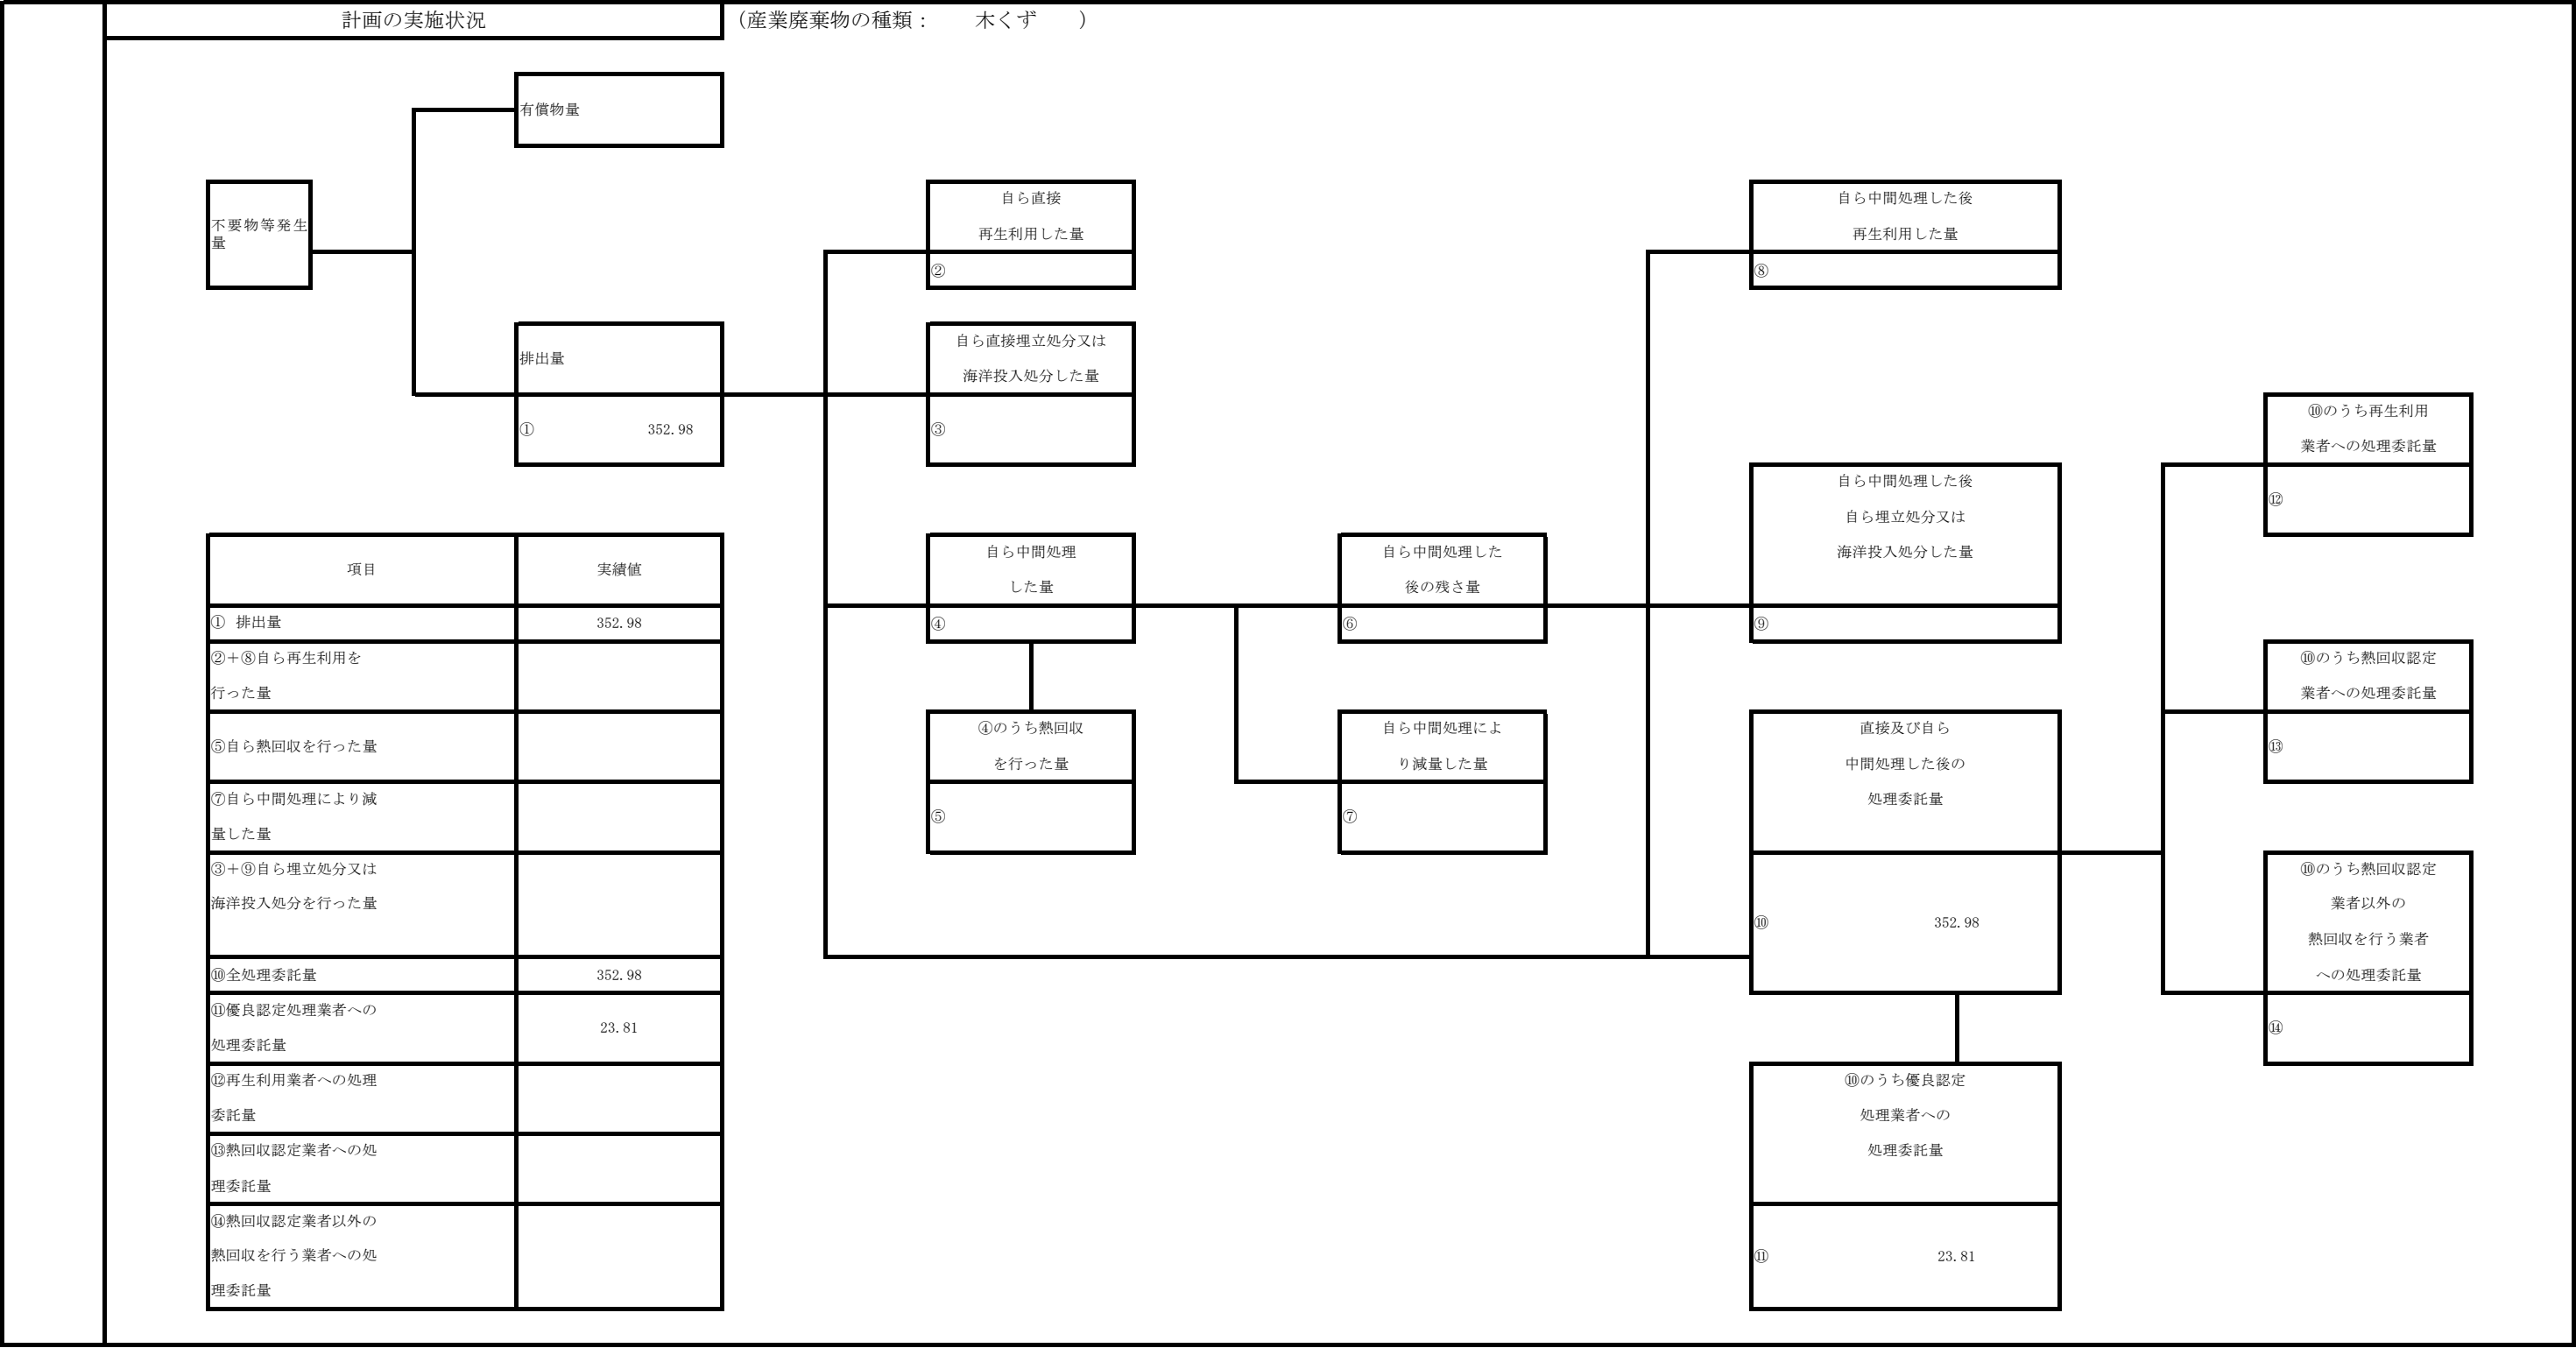 計画の実施状況
（産業廃棄物の種類： 木くず ）
有償物量
不要物等発生
量
自ら直接
再生利用した量
②
自ら中間処理した後
再生利用した量
⑧
排出量
① 352.98
自ら直接埋立処分又は
海洋投入処分した量
③
⑩のうち再生利用
業者への処理委託量
⑫
自ら中間処理した後
自ら埋立処分又は
海洋投入処分した量
⑨
自ら中間処理
した量
④
自ら中間処理した
後の残さ量
⑥
④のうち熱回収
を行った量
⑤
自ら中間処理によ
り減量した量
⑦
直接及び自ら
中間処理した後の
処理委託量
⑩ 352.98
⑩のうち熱回収認定
業者への処理委託量
⑬
⑩のうち熱回収認定
業者以外の
熱回収を行う業者
への処理委託量
⑭
⑩のうち優良認定
処理業者への
処理委託量
⑪ 23.81
項目 実績値
① 排出量 352.98
②＋⑧自ら再生利用を
行った量
⑤自ら熱回収を行った量
⑦自ら中間処理により減
量した量
③＋⑨自ら埋立処分又は
海洋投入処分を行った量
⑩全処理委託量 352.98
⑪優良認定処理業者への
処理委託量 23.81
⑫再生利用業者への処理
委託量
⑬熱回収認定業者への処
理委託量
⑭熱回収認定業者以外の
熱回収を行う業者への処
理委託量